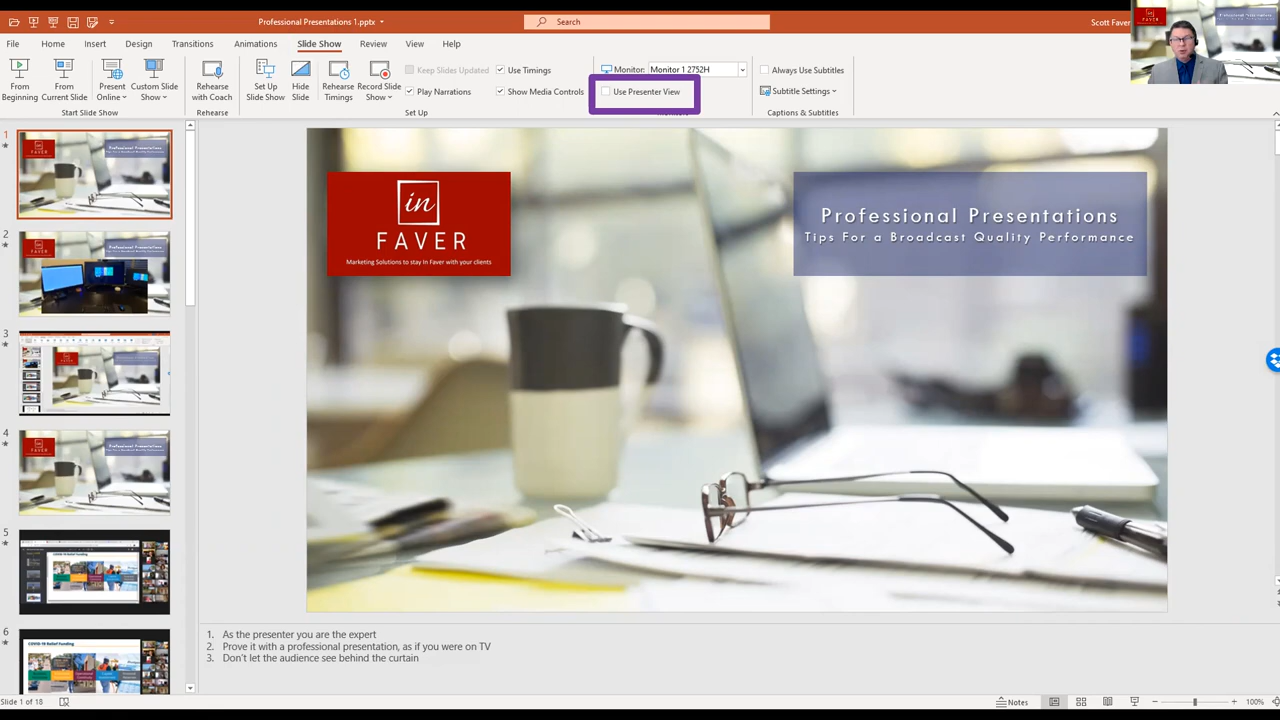 Professional Presentations 1.pptx
Search
Scott Faver
File Home Insert Design Transitions Animations Slide Show Review View Help
From Beginning
From Current Slide
Present Online
Custom Slide Show
Start Slide Show
Rehearse with Coach
Rehearse
Set Up Slide Show
Hide Slide
Rehearse Timings
Record Slide Show
Keep Slides Updated
Use Timings
Play Narrations
Show Media Controls
Set Up
Monitor: Monitor 1 2752H
Use Presenter View
Always Use Subtitles
Subtitle Settings
Captions & Subtitles
1
2
3
4
5
6
in
FAVER
Marketing Solutions to stay In Faver with your clients
Professional Presentations
Tips For a Broadcast Quality Performance
1. As the presenter you are the expert
2. Prove it with a professional presentation, as if you were on TV
3. Don't let the audience see behind the curtain
Slide 1 of 18
Notes
100%